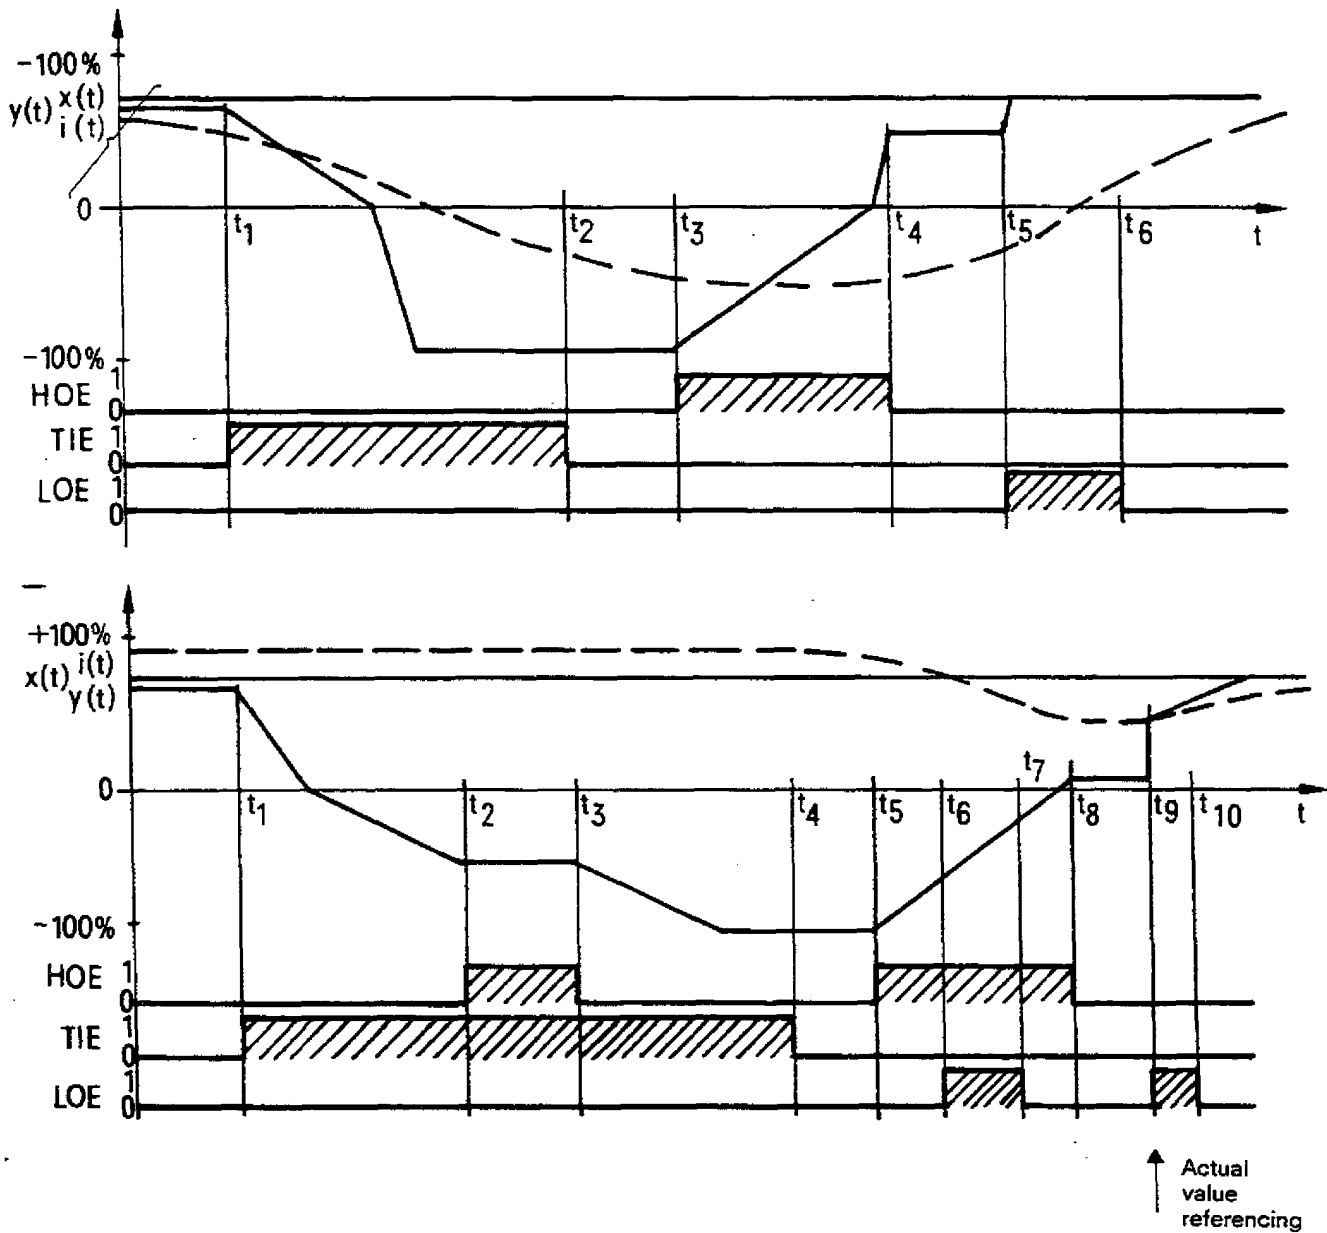 -100%
x(t)
y(t)
i(t)
0
t1 t2 t3 t4 t5 t6 t
-100%
HOE 1 0
TIE 1 0
LOE 1 0
+100%
i(t)
x(t)
y(t)
t7
0
t1 t2 t3 t4 t5 t6 t8 t9 t10 t
-100%
HOE 1 0
TIE 1 0
LOE 1 0
Actual
value
referencing